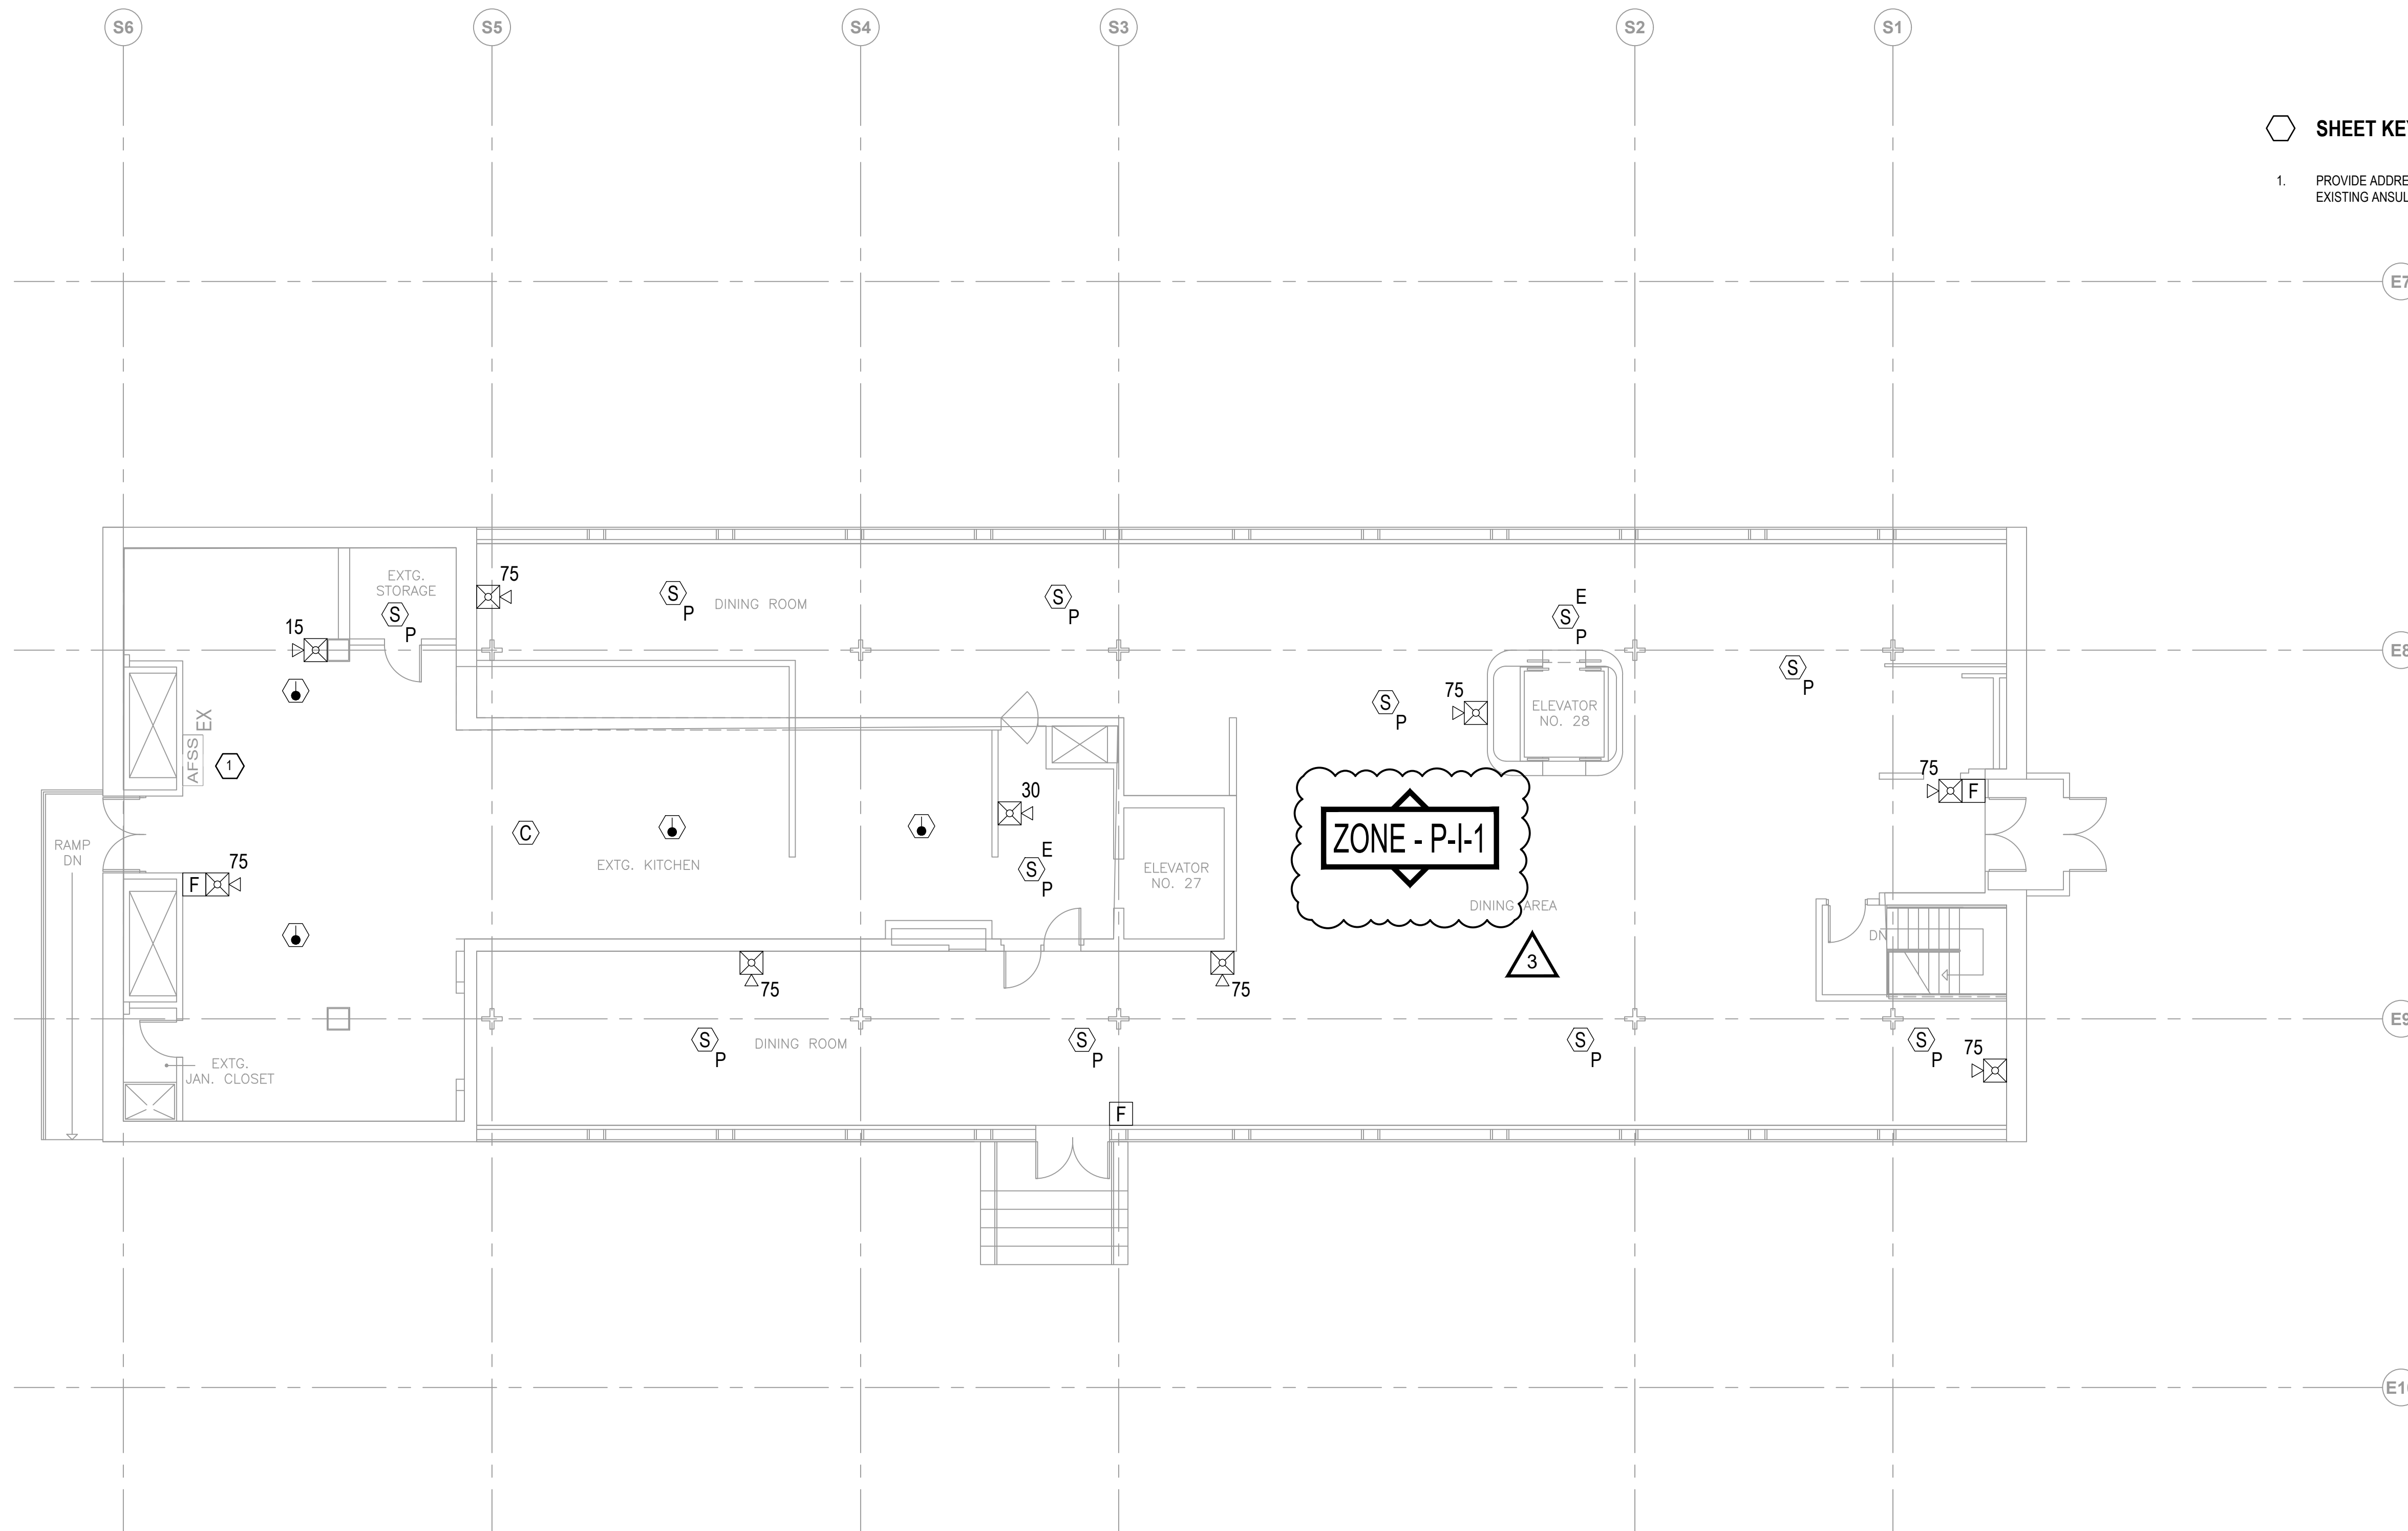 S6
S5
S4
S3
S2
S1
SHEET KE
1. PROVIDE ADDRE
EXISTING ANSUL
E7
EXTG.
STORAGE
S
P
15
75
S
P
DINING ROOM
S
P
E
S
P
E8
S
P
S
P
75
ELEVATOR
NO. 28
EX
AFSS
1
75
F
30
ZONE - P-I-1
C
EXTG. KITCHEN
E
S
P
ELEVATOR
NO. 27
RAMP
DN
75
F
DINING AREA
DN
3
75
75
E9
S
P
DINING ROOM
S
P
S
P
S
P
75
EXTG.
JAN. CLOSET
F
E1